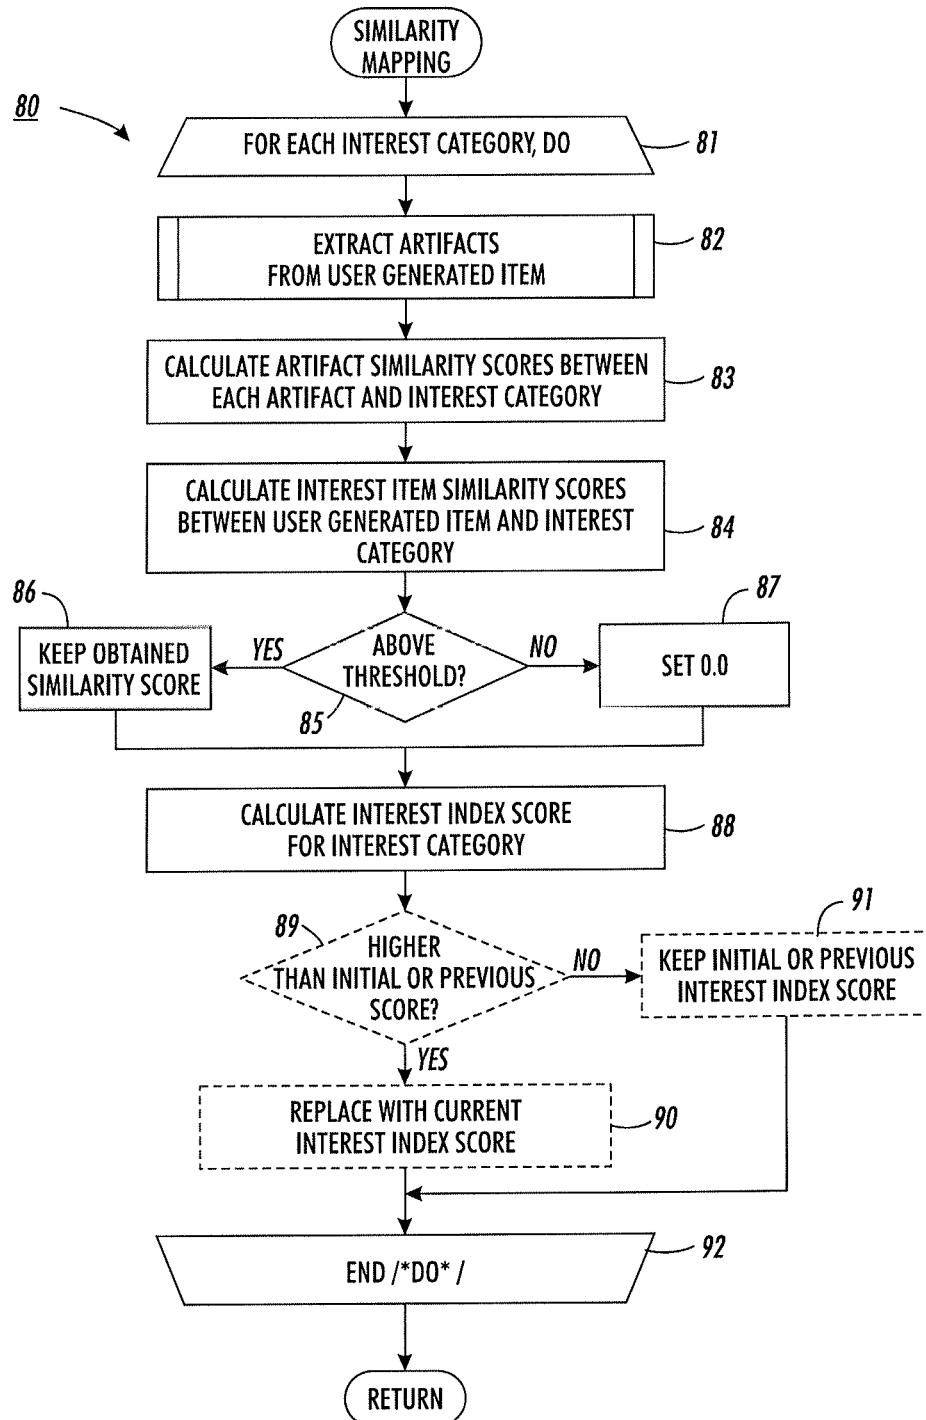 SIMILARITY
MAPPING
80
FOR EACH INTEREST CATEGORY, DO
81
EXTRACT ARTIFACTS
FROM USER GENERATED ITEM
82
CALCULATE ARTIFACT SIMILARITY SCORES BETWEEN
EACH ARTIFACT AND INTEREST CATEGORY
83
CALCULATE INTEREST ITEM SIMILARITY SCORES
BETWEEN USER GENERATED ITEM AND INTEREST
CATEGORY
84
86
KEEP OBTAINED
SIMILARITY SCORE
YES
ABOVE
THRESHOLD?
85
NO
87
SET 0.0
CALCULATE INTEREST INDEX SCORE
FOR INTEREST CATEGORY
88
89
HIGHER
THAN INITIAL OR PREVIOUS
SCORE?
NO
91
KEEP INITIAL OR PREVIOUS
INTEREST INDEX SCORE
YES
REPLACE WITH CURRENT
INTEREST INDEX SCORE
90
END /*DO* /
92
RETURN